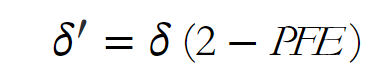 δ′ = δ (2 − PFE)